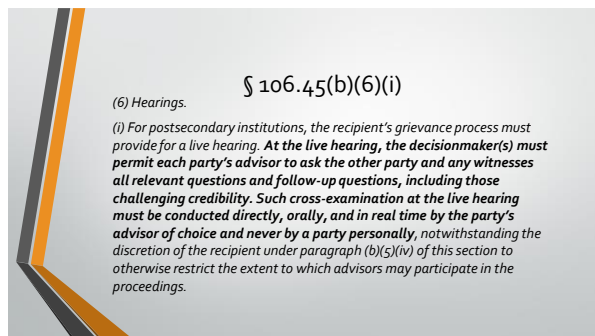 § 106.45(b)(6)(i)
(6) Hearings.
(i) For postsecondary institutions, the recipient's grievance process must
provide for a live hearing. At the live hearing, the decisionmaker(s) must
permit each party's advisor to ask the other party and any witnesses
all relevant questions and follow-up questions, including those
challenging credibility. Such cross-examination at the live hearing
must be conducted directly, orally, and in real time by the party's
advisor of choice and never by a party personally, notwithstanding the
discretion of the recipient under paragraph (b)(5)(iv) of this section to
otherwise restrict the extent to which advisors may participate in the
proceedings.